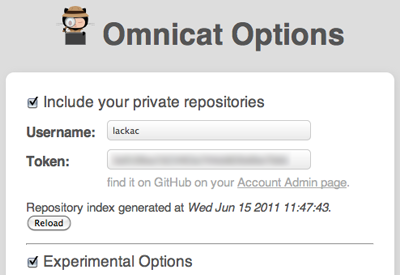 Omnicat Options
Include your private repositories
Username: lackac
Token:
find it on GitHub on your Account Admin page.
Repository index generated at Wed Jun 15 2011 11:47:43.
Reload
Experimental Options